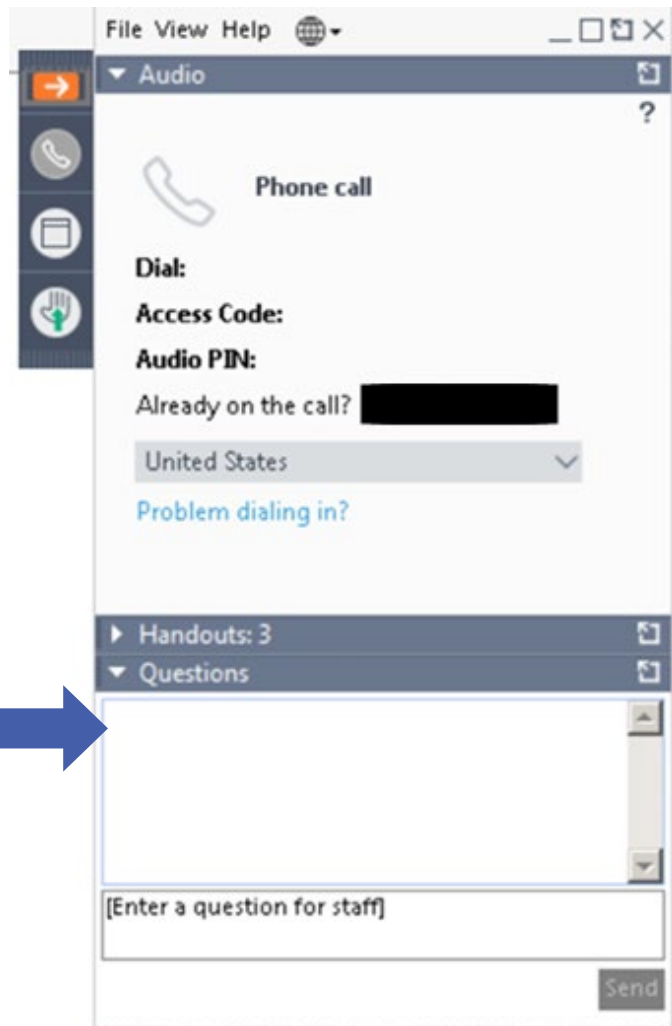 File View Help
Audio
?
Phone call
Dial:
Access Code:
Audio PIN:
Already on the call?
United States
Problem dialing in?
Handouts: 3
Questions
[Enter a question for staff]
Send